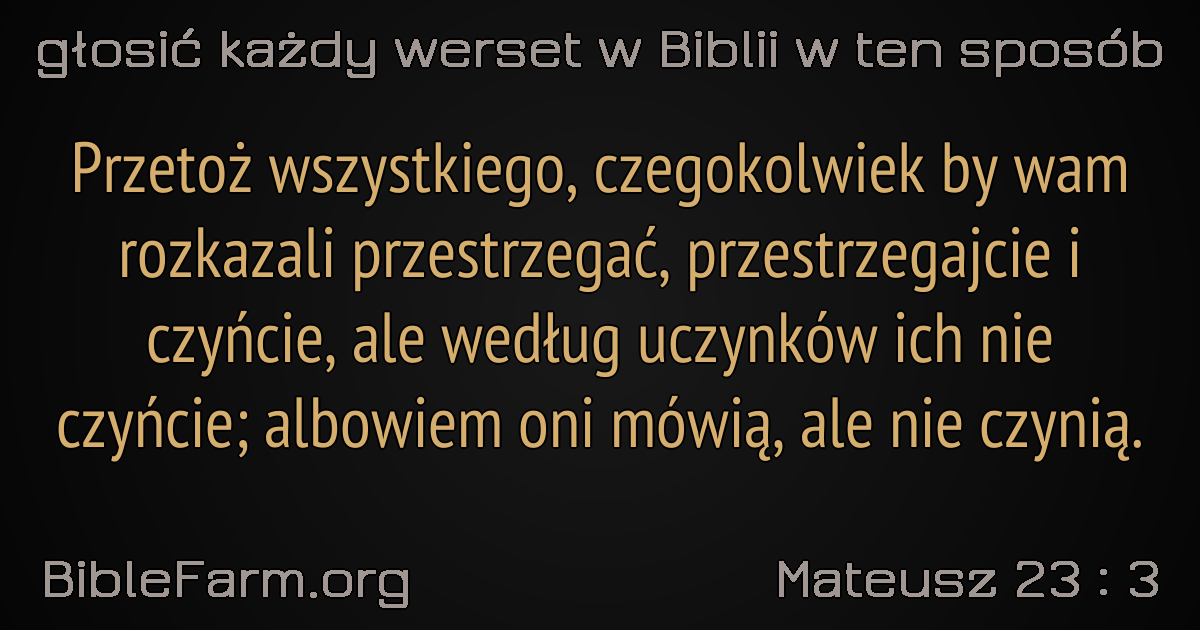 głosić każdy werset w Biblii w ten sposób
Przetoż wszystkiego, czegokolwiek by wam
rozkazali przestrzegać, przestrzegajcie i
czyńcie, ale według uczynków ich nie
czyńcie; albowiem oni mówią, ale nie czynią.
BibleFarm.org
Mateusz 23 : 3